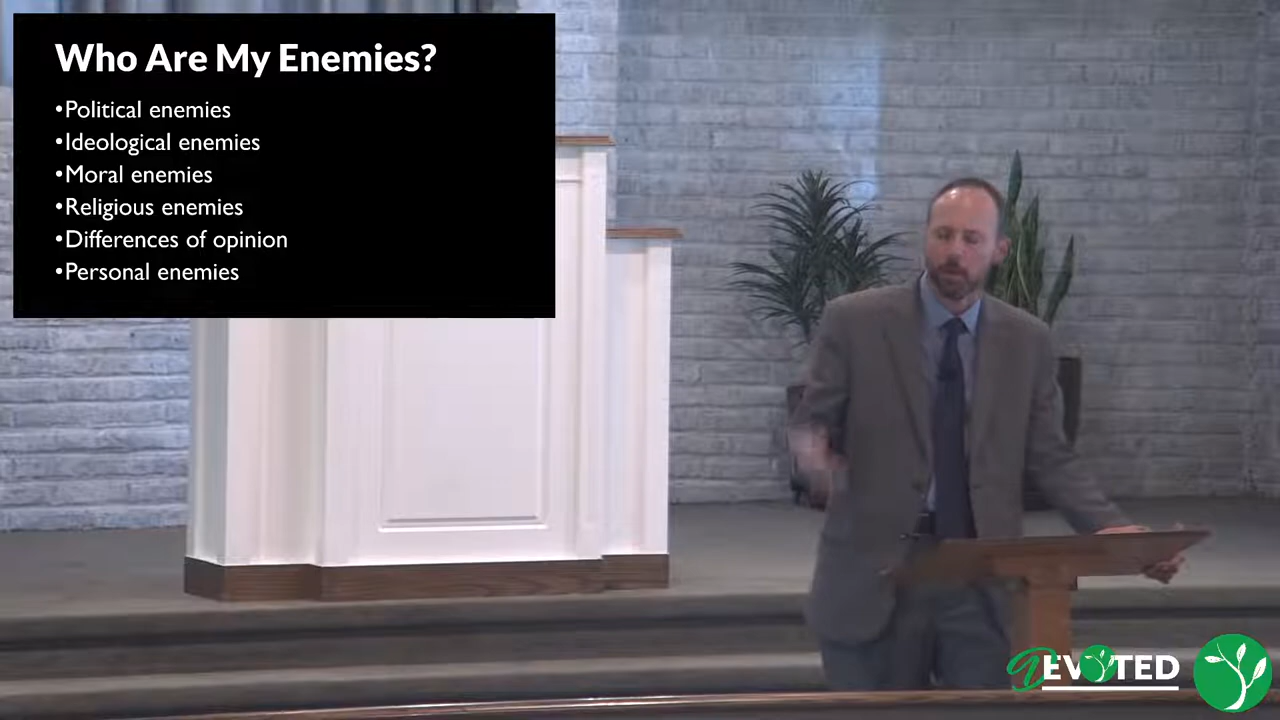 Who Are My Enemies?
•Political enemies
•Ideological enemies
•Moral enemies
•Religious enemies
•Differences of opinion
•Personal enemies
DEVOTED